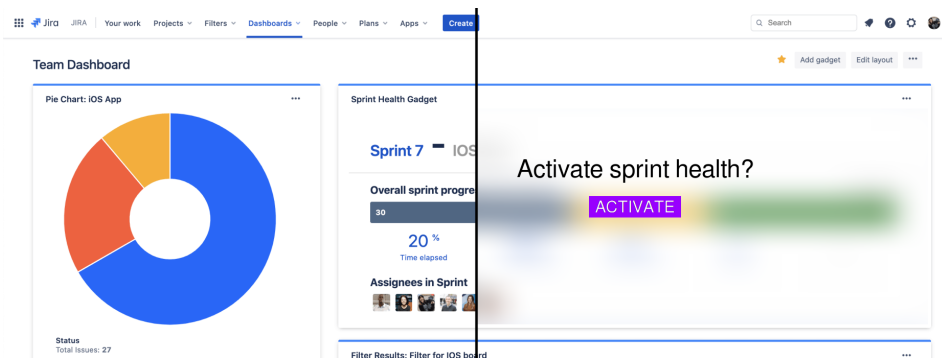 Jira JIRA Your work Projects Filters Dashboards People Plans Apps Create Search
Team Dashboard
Add gadget Edit layout
Pie Chart: iOS App
Status
Total Issues: 27
Sprint Health Gadget
Sprint 7 - IOS
Overall sprint progre
30
20 %
Time elapsed
Assignees in Sprint
Activate sprint health?
ACTIVATE
Filter Results: Filter for IOS board